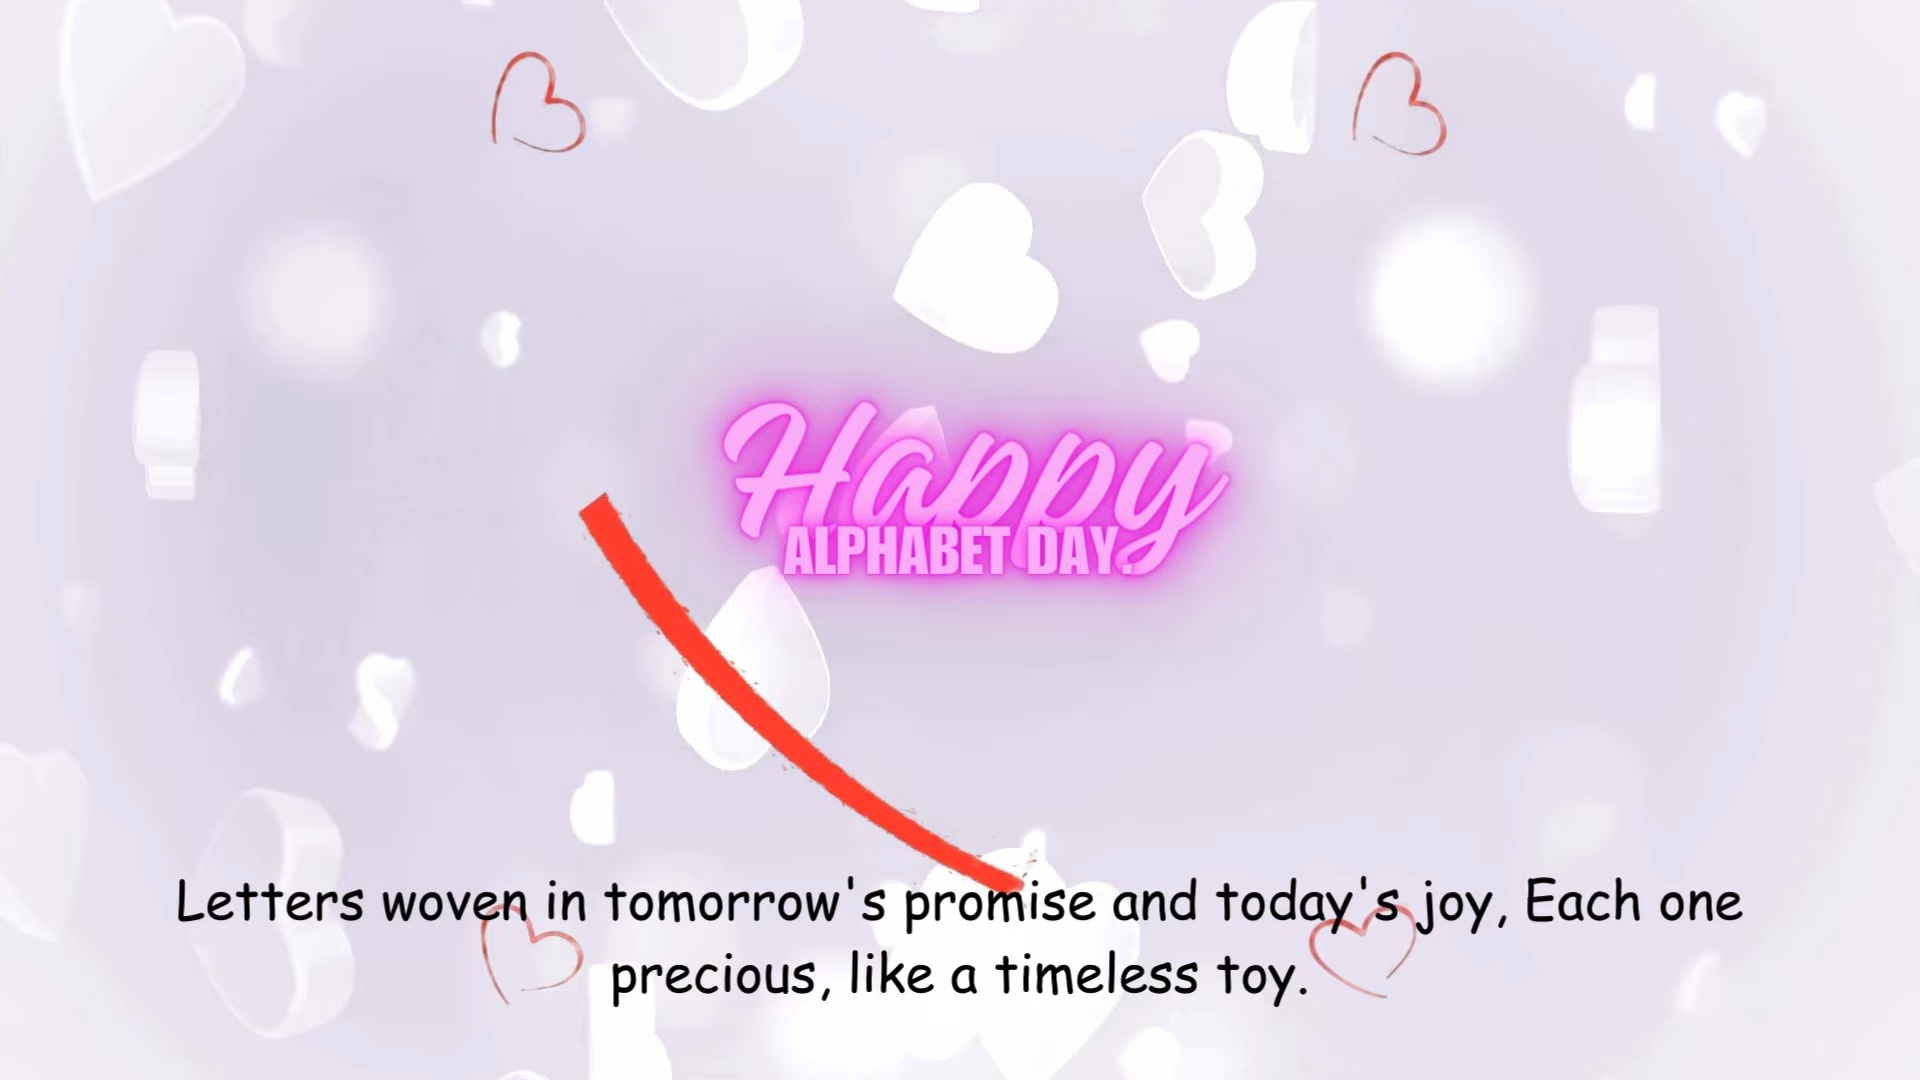 Happy
ALPHABET DAY.
Letters woven in tomorrow's promise and today's joy, Each one
precious, like a timeless toy.